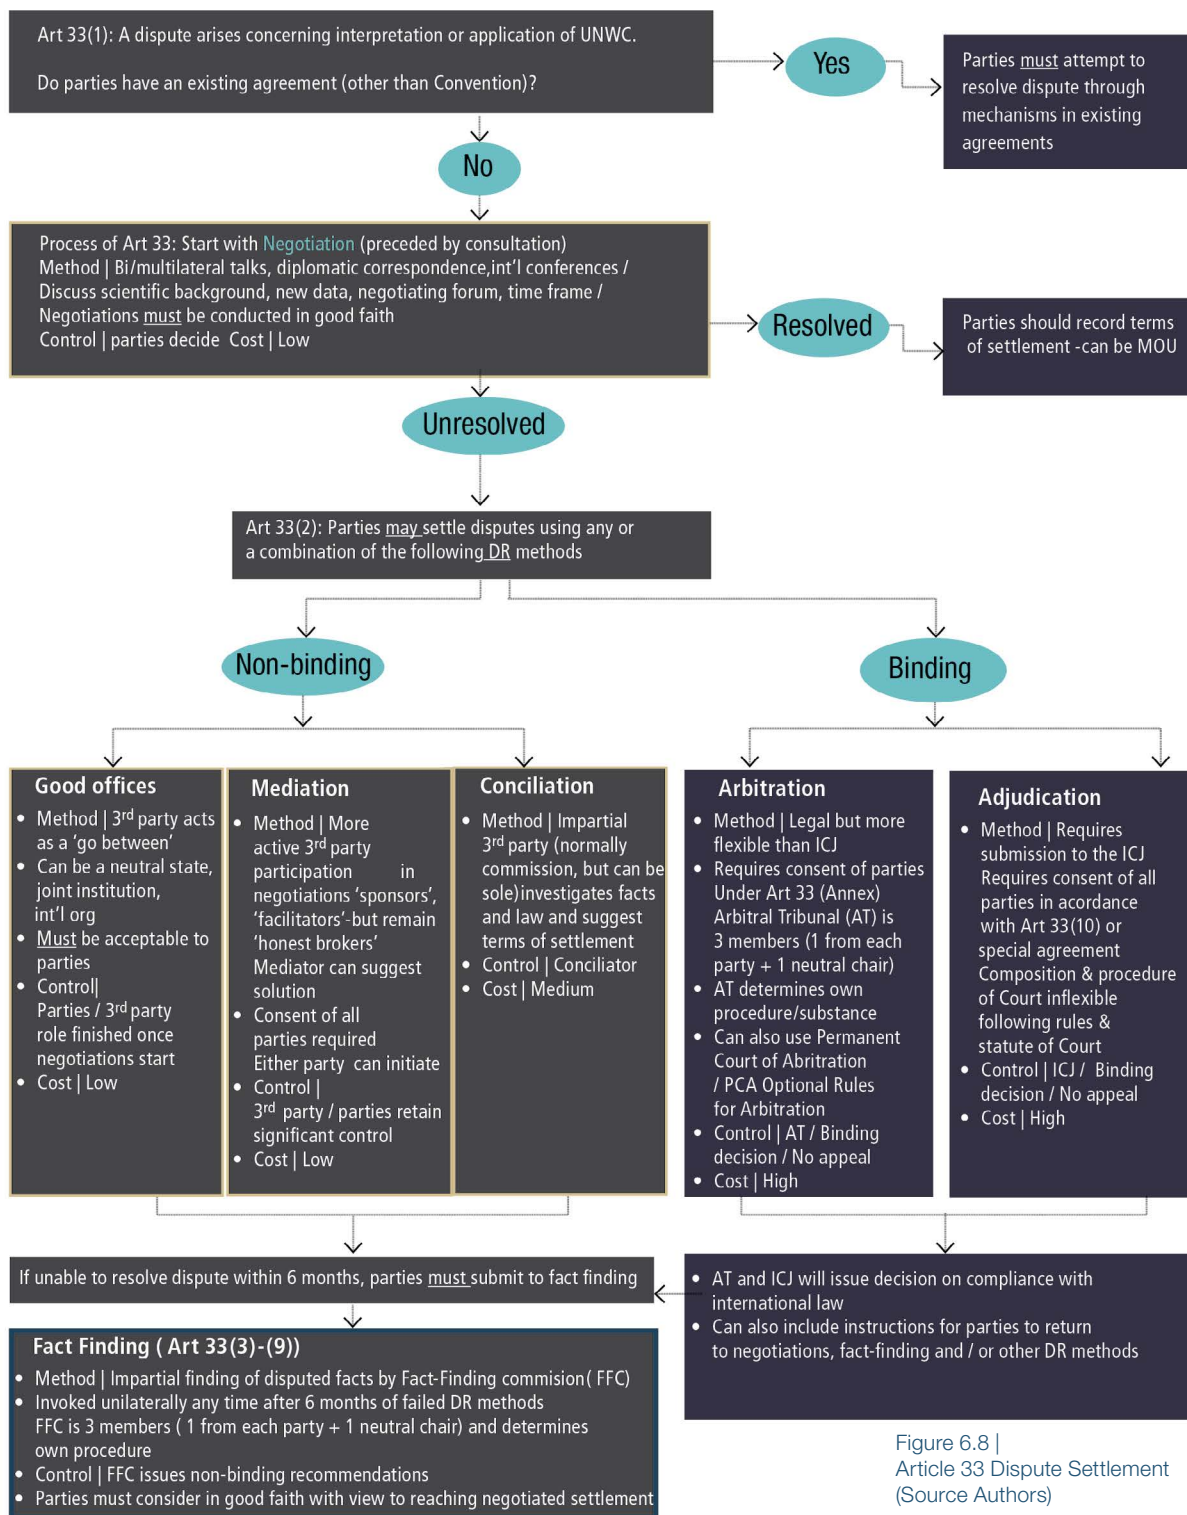 Art 33(1): A dispute arises concerning interpretation or application of UNWC.
Do parties have an existing agreement (other than Convention)?
Yes
Parties must attempt to
resolve dispute through
mechanisms in existing
agreements
No
Process of Art 33: Start with Negotiation (preceded by consultation)
Method | Bi/multilateral talks, diplomatic correspondence,int'l conferences /
Discuss scientific background, new data, negotiating forum, time frame /
Negotiations must be conducted in good faith
Control | parties decide Cost | Low
Resolved
Parties should record terms
of settlement -can be MOU
Unresolved
Art 33(2): Parties may settle disputes using any or
a combination of the following DR methods
Non-binding
Binding
Good offices
• Method | 3rd party acts
as a ‘go between’
• Can be a neutral state,
joint institution,
int'l org
• Must be acceptable to
parties
• Control|
Parties / 3rd party
role finished once
negotiations start
• Cost | Low
Mediation
• Method | More
active 3rd party
participation in
negotiations ‘sponsors’,
‘facilitators’-but remain
‘honest brokers’
Mediator can suggest
solution
• Consent of all
parties required
Either party can initiate
• Control |
3rd party / parties retain
significant control
• Cost | Low
Conciliation
• Method | Impartial
3rd party (normally
commission, but can be
sole)investigates facts
and law and suggest
terms of settlement
• Control | Conciliator
• Cost | Medium
Arbitration
• Method | Legal but more
flexible than ICJ
• Requires consent of parties
Under Art 33 (Annex)
Arbitral Tribunal (AT) is
3 members (1 from each
party + 1 neutral chair)
• AT determines own
procedure/substance
• Can also use Permanent
Court of Abritration
/ PCA Optional Rules
for Arbitration
• Control | AT / Binding
decision / No appeal
• Cost | High
Adjudication
• Method | Requires
submission to the ICJ
Requires consent of all
parties in acordance
with Art 33(10) or
special agreement
Composition & procedure
of Court inflexible
following rules &
statute of Court
• Control | ICJ / Binding
decision / No appeal
• Cost | High
If unable to resolve dispute within 6 months, parties must submit to fact finding
• AT and ICJ will issue decision on compliance with
international law
• Can also include instructions for parties to return
to negotiations, fact-finding and / or other DR methods
Fact Finding ( Art 33(3)-(9))
• Method | Impartial finding of disputed facts by Fact-Finding commision( FFC)
• Invoked unilaterally any time after 6 months of failed DR methods
FFC is 3 members ( 1 from each party + 1 neutral chair) and determines
own procedure
• Control | FFC issues non-binding recommendations
• Parties must consider in good faith with view to reaching negotiated settlement
Figure 6.8 |
Article 33 Dispute Settlement
(Source Authors)